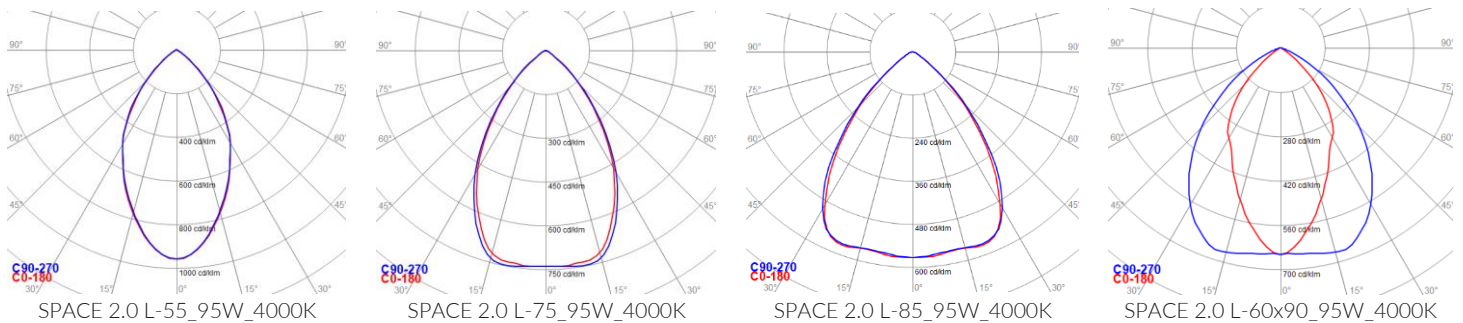 90° 90°
75° 75°
60° 60°
45° 45°
400 cd/klm
600 cd/klm
800 cd/klm
1000 cd/klm
C90-270
C0-180
30° 15° 0° 15° 30°
SPACE 2.0 L-55_95W_4000K
90° 90°
75° 75°
60° 60°
45° 45°
300 cd/klm
450 cd/klm
600 cd/klm
750 cd/klm
C90-270
C0-180
30° 15° 0° 15° 30°
SPACE 2.0 L-75_95W_4000K
90° 90°
75° 75°
60° 60°
45° 45°
240 cd/klm
360 cd/klm
480 cd/klm
600 cd/klm
C90-270
C0-180
30° 15° 0° 15° 30°
SPACE 2.0 L-85_95W_4000K
90° 90°
75° 75°
60° 60°
45° 45°
280 cd/klm
420 cd/klm
560 cd/klm
700 cd/klm
C90-270
C0-180
30° 15° 0° 15° 30°
SPACE 2.0 L-60x90_95W_4000K